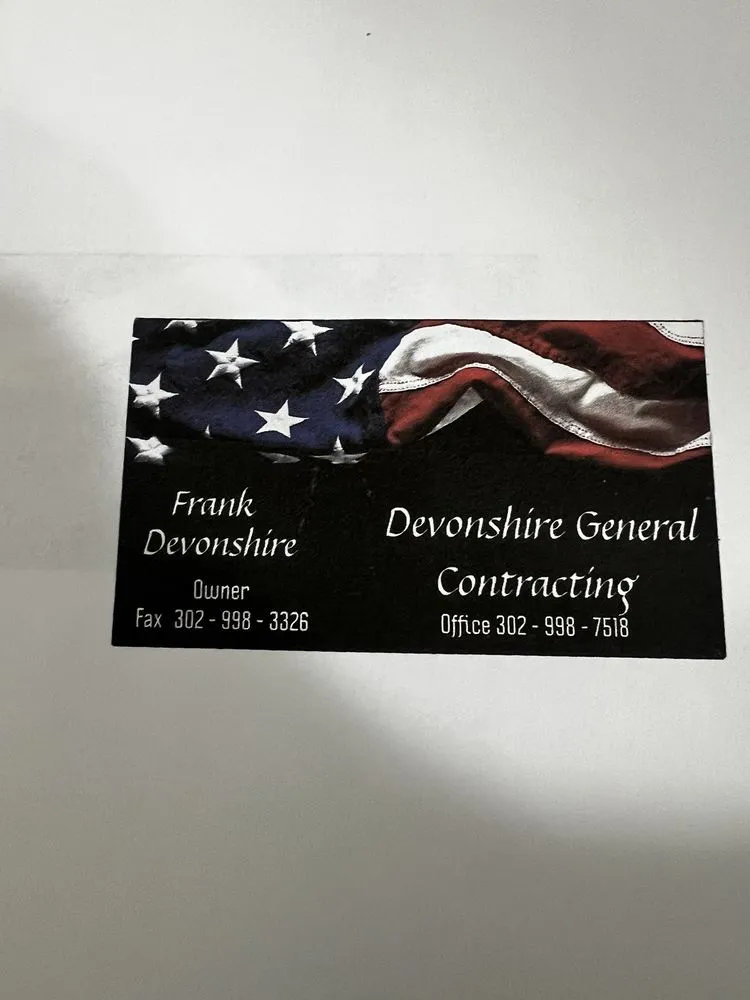 Frank
Devonshire
Owner
Fax 302 - 998 - 3326
Devonshire General
Contracting
Office 302 - 998 - 7518